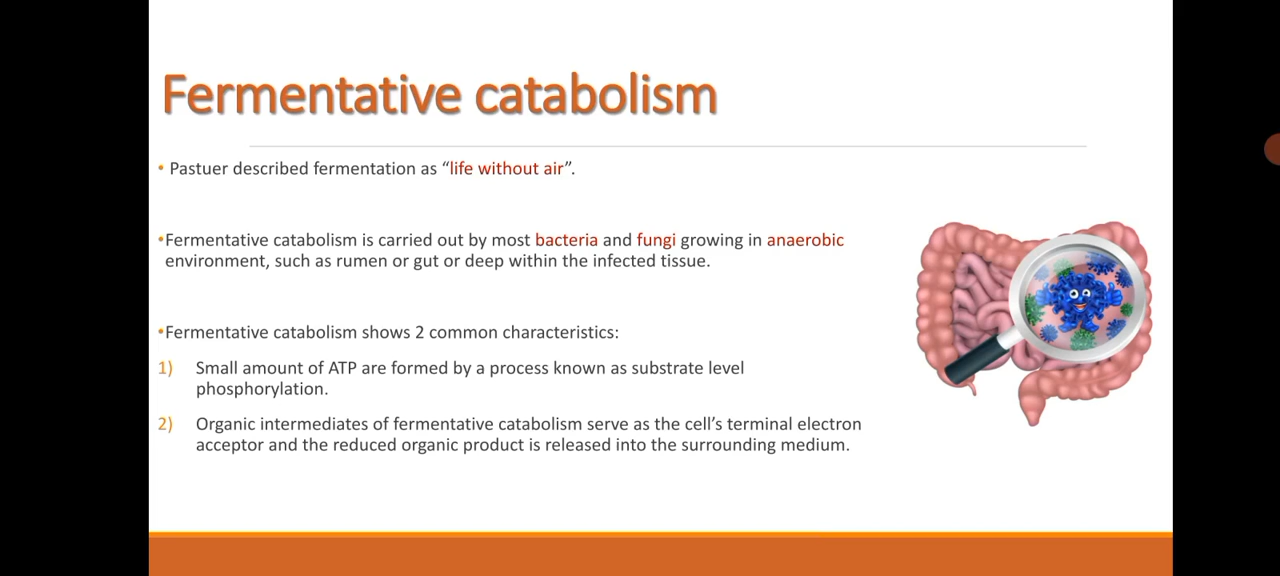 Fermentative catabolism
• Pastuer described fermentation as “life without air”.
•Fermentative catabolism is carried out by most bacteria and fungi growing in anaerobic
environment, such as rumen or gut or deep within the infected tissue.
•Fermentative catabolism shows 2 common characteristics:
1) Small amount of ATP are formed by a process known as substrate level
phosphorylation.
2) Organic intermediates of fermentative catabolism serve as the cell’s terminal electron
acceptor and the reduced organic product is released into the surrounding medium.